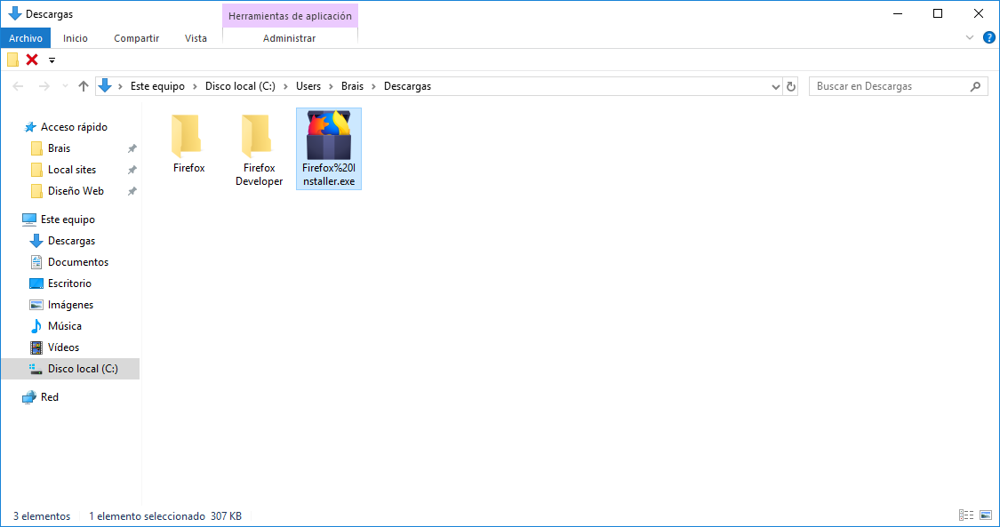 Descargas
Herramientas de aplicación
Archivo
Inicio
Compartir
Vista
Administrar
?
Este equipo
Disco local (C:)
Users
Brais
Descargas
Buscar en Descargas
Acceso rápido
Brais
Local sites
Diseño Web
Este equipo
Descargas
Documentos
Escritorio
Imágenes
Música
Vídeos
Disco local (C:)
Red
Firefox
Firefox
Developer
Firefox%20I
nstaller.exe
3 elementos
1 elemento seleccionado 307 KB